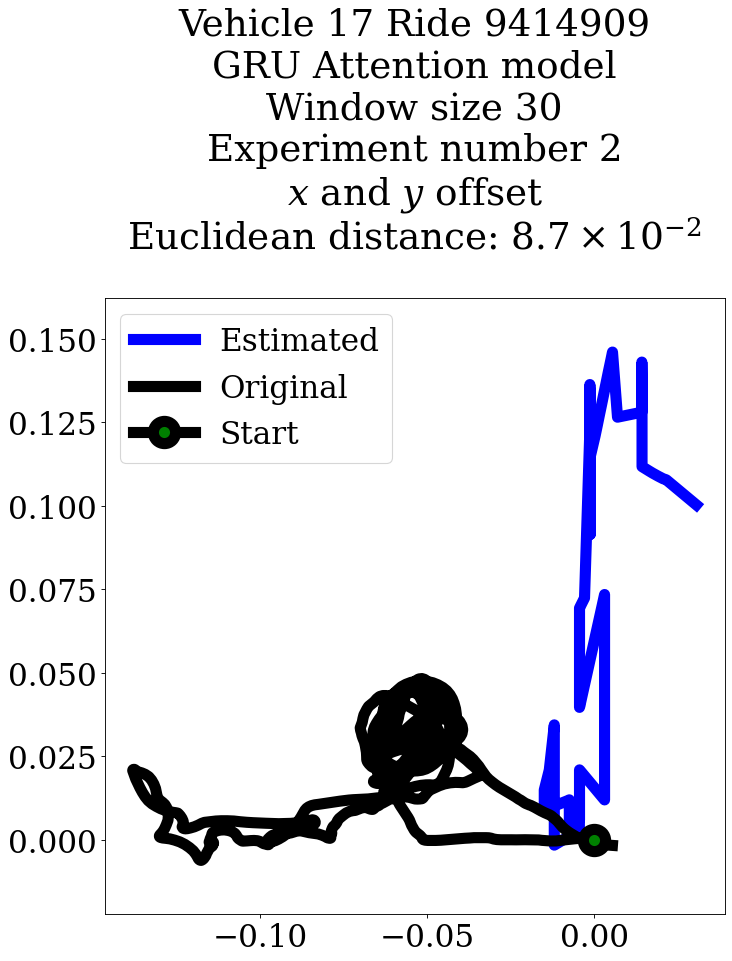 Vehicle 17 Ride 9414909
GRU Attention model
Window size 30
Experiment number 2
x and y offset
Euclidean distance: 8.7 × 10⁻²
Estimated
Original
Start
0.150
0.125
0.100
0.075
0.050
0.025
0.000
−0.10
−0.05
0.00